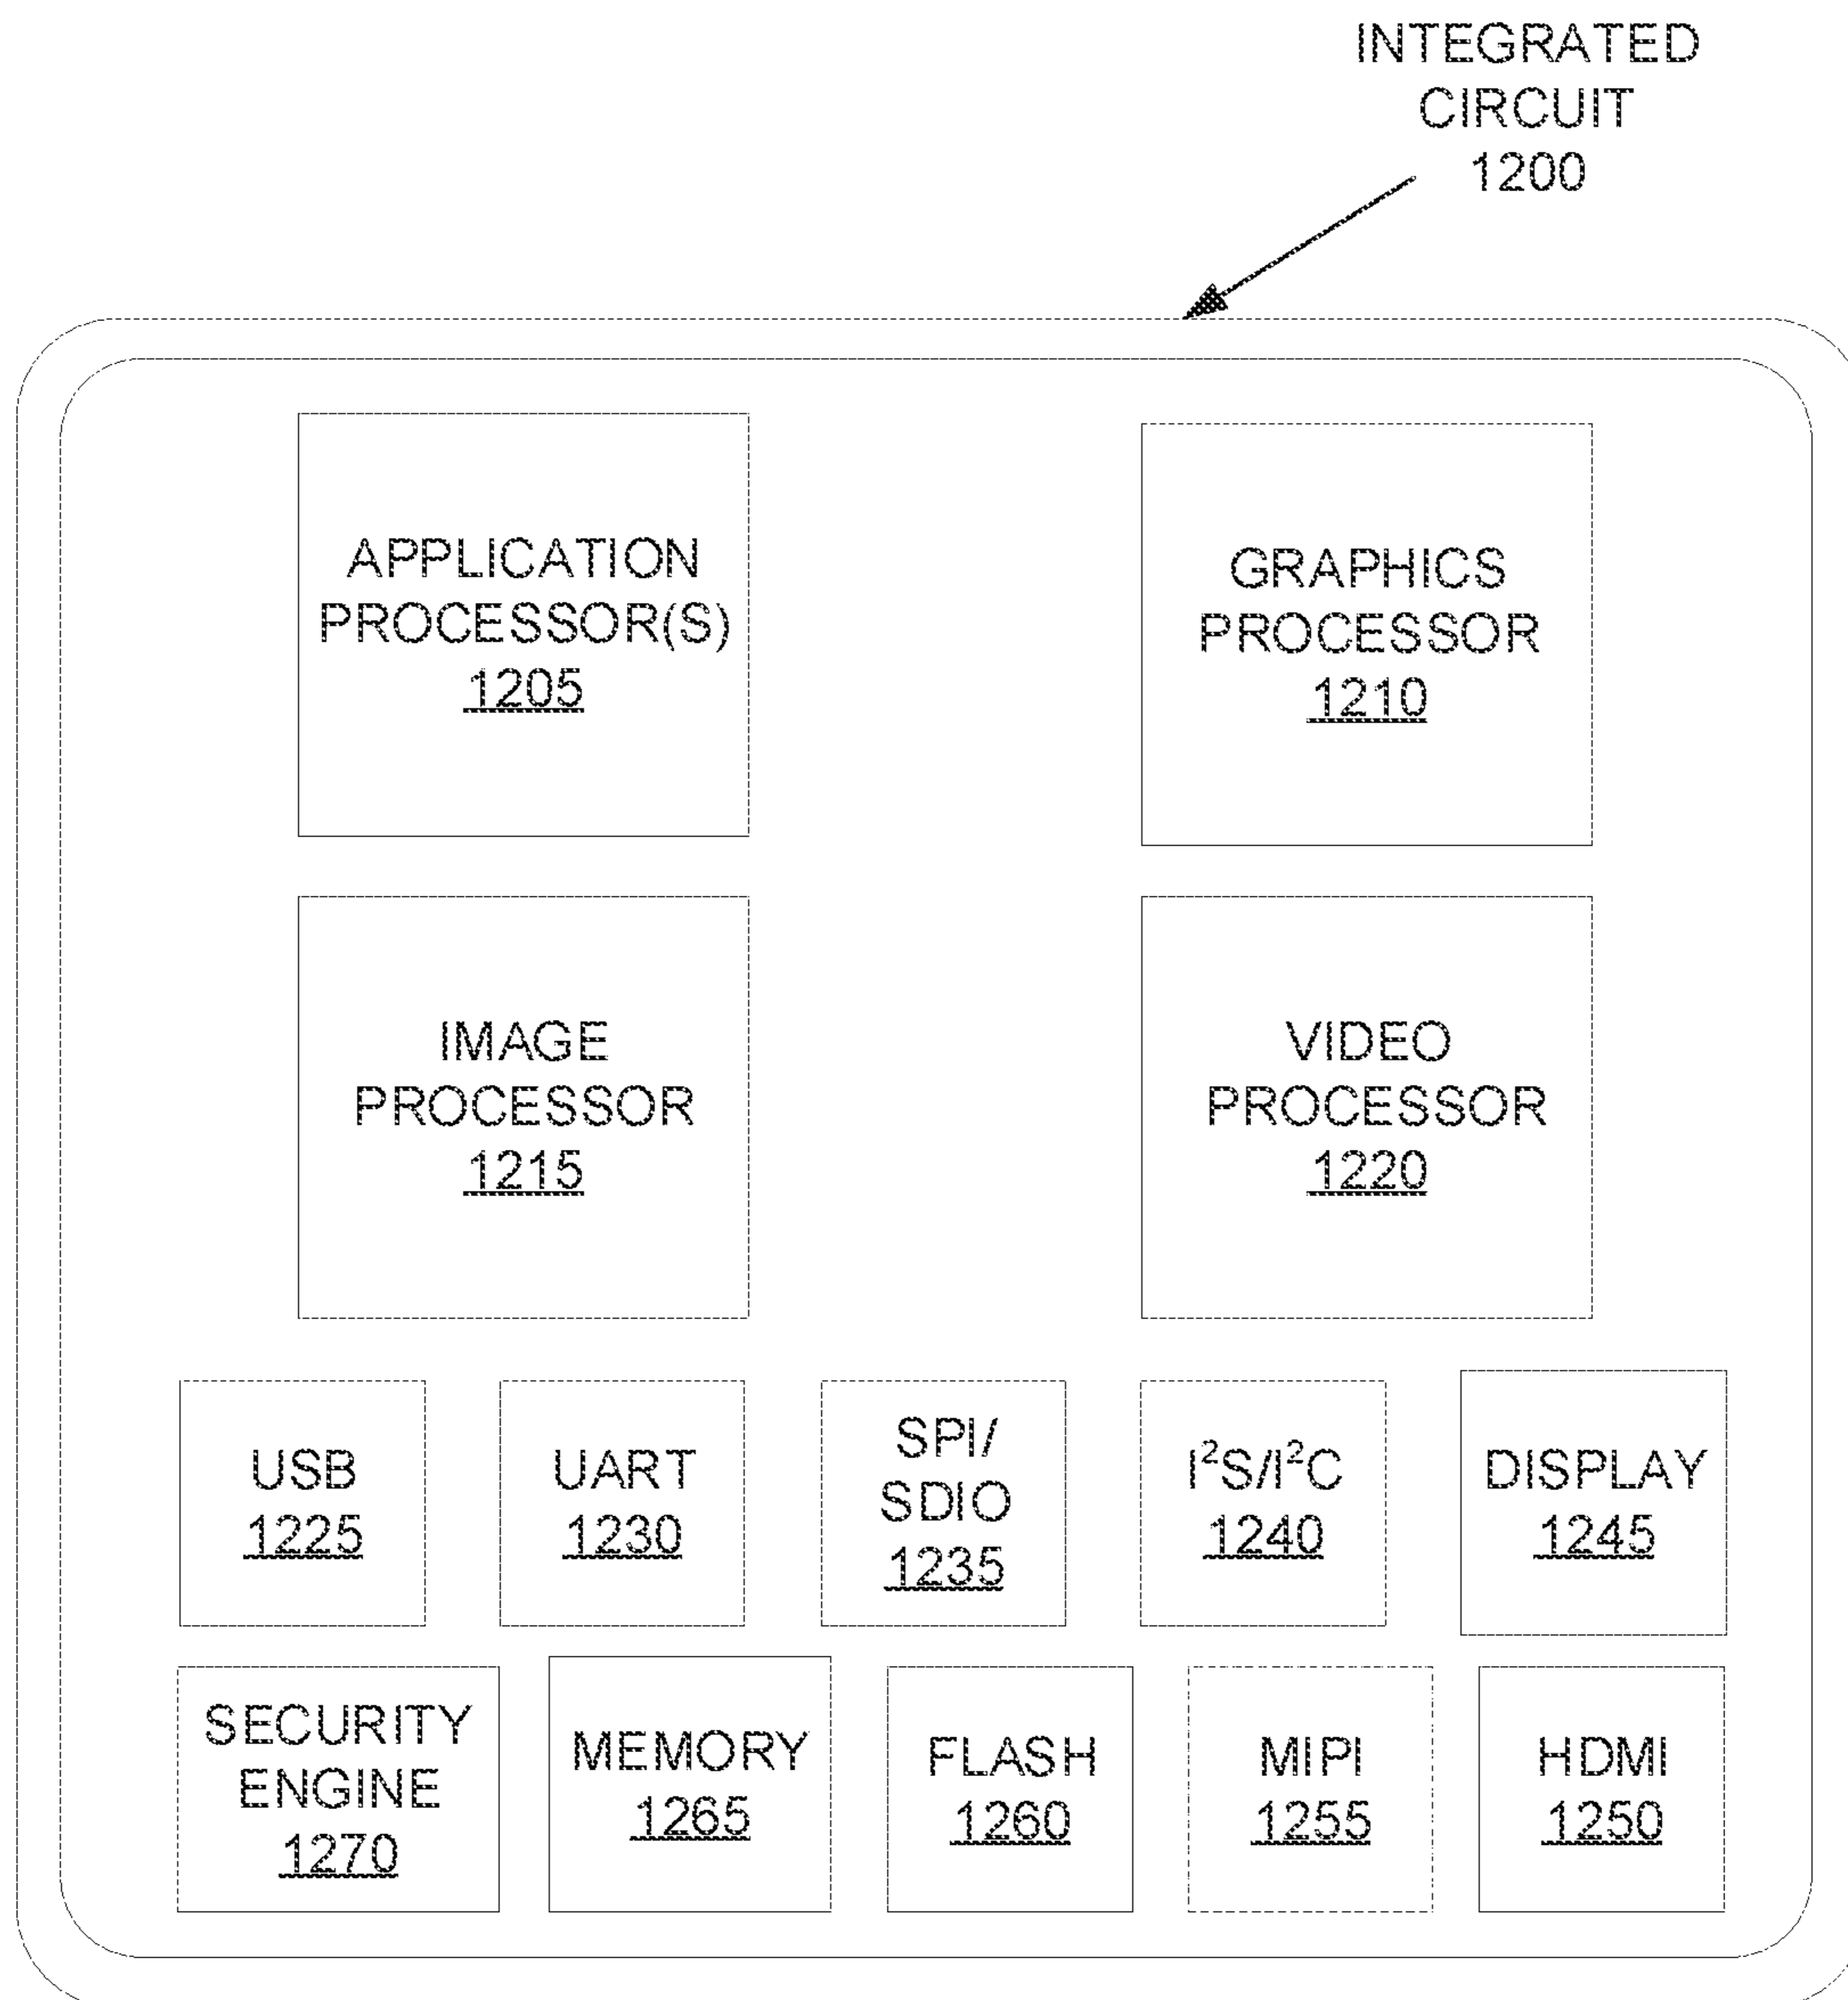 INTEGRATED
CIRCUIT
1200
APPLICATION
PROCESSOR(S)
1205
GRAPHICS
PROCESSOR
1210
IMAGE
PROCESSOR
1215
VIDEO
PROCESSOR
1220
USB
1225
UART
1230
SPI/
SDIO
1235
I²S/I²C
1240
DISPLAY
1245
SECURITY
ENGINE
1270
MEMORY
1265
FLASH
1260
MIPI
1255
HDMI
1250